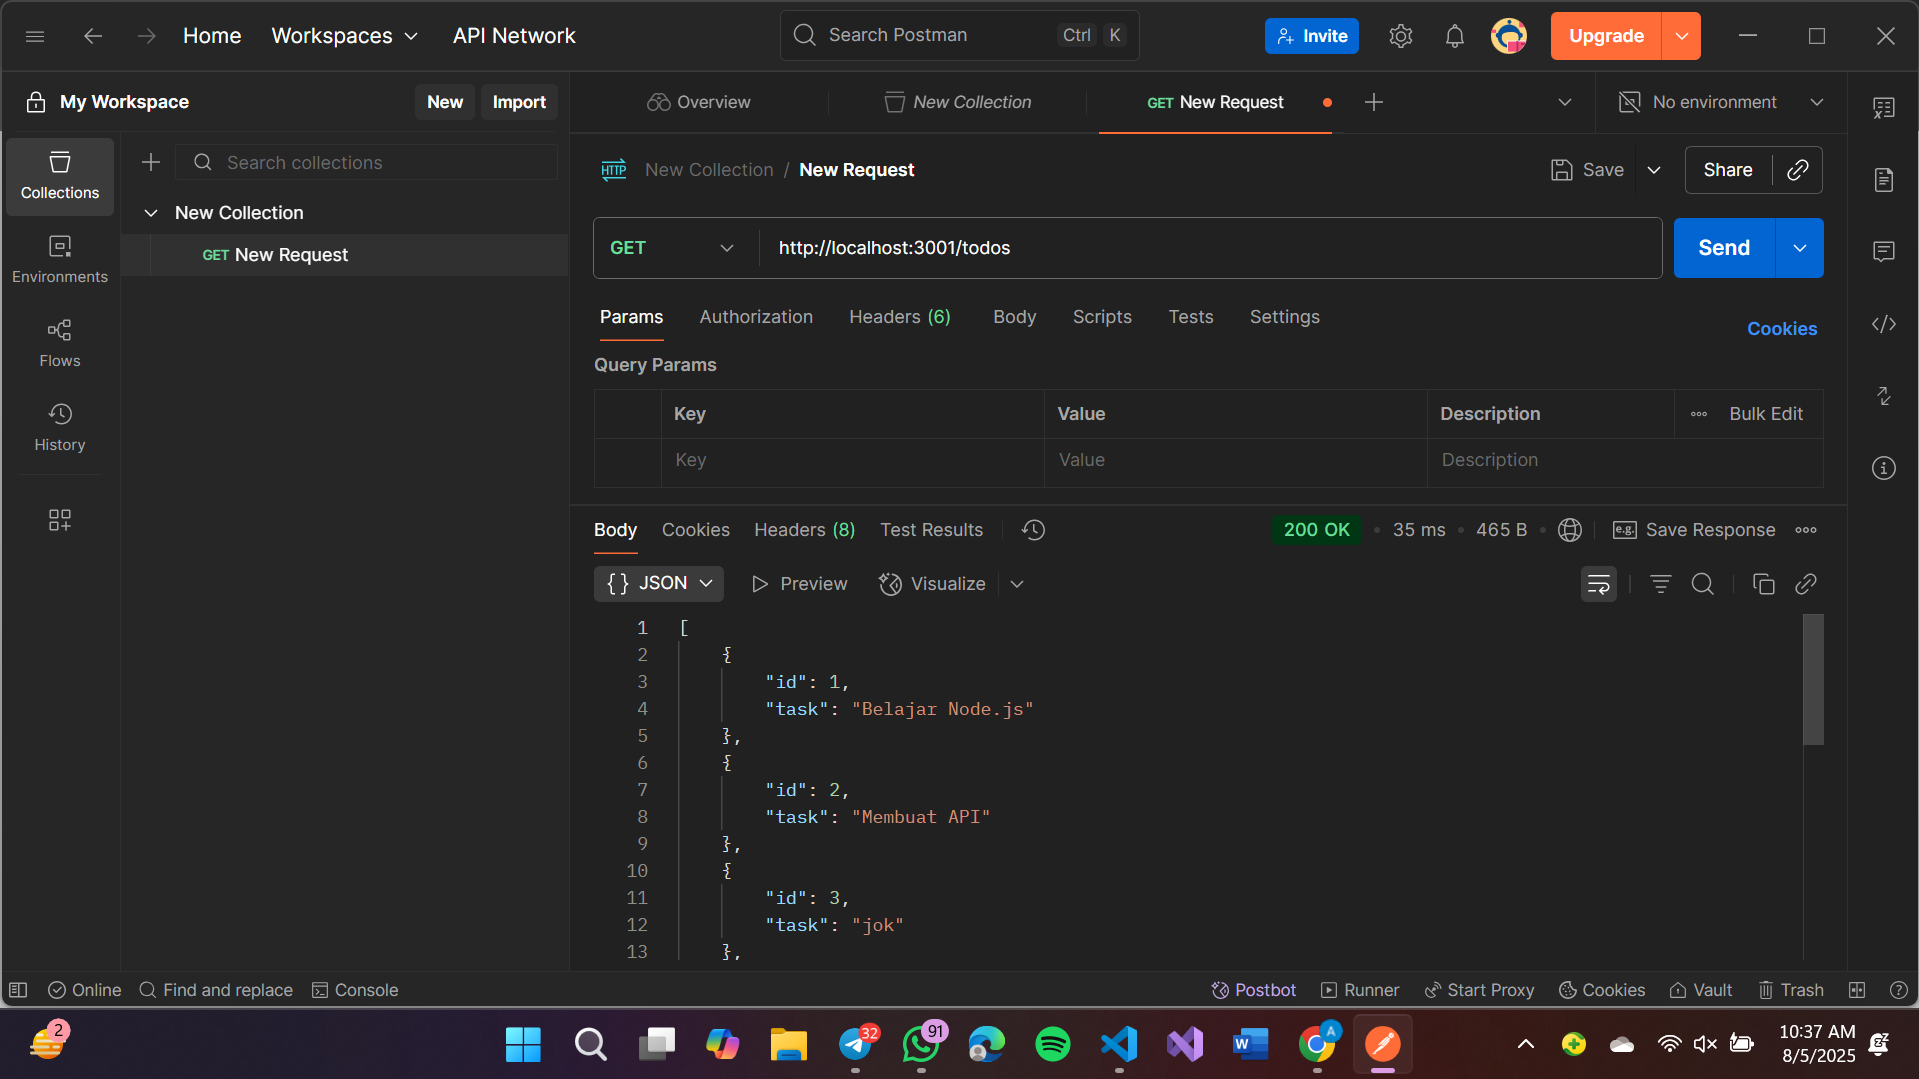 Home Workspaces API Network Search Postman Ctrl K Invite Upgrade
My Workspace New Import Overview New Collection GET New Request No environment
Search collections
New Collection
GET New Request
Collections
Environments
Flows
History
HTTP New Collection / New Request Save Share
GET http://localhost:3001/todos Send
Params Authorization Headers (6) Body Scripts Tests Settings Cookies
Query Params
Key Value Description Bulk Edit
Key Value Description
Body Cookies Headers (8) Test Results 200 OK 35 ms 465 B e.g. Save Response
{} JSON Preview Visualize
1 [
2 {
3 "id": 1,
4 "task": "Belajar Node.js"
5 },
6 {
7 "id": 2,
8 "task": "Membuat API"
9 },
10 {
11 "id": 3,
12 "task": "jok"
13 },
Online Find and replace Console Postbot Runner Start Proxy Cookies Vault Trash
2 32 91 W A 10:37 AM
8/5/2025